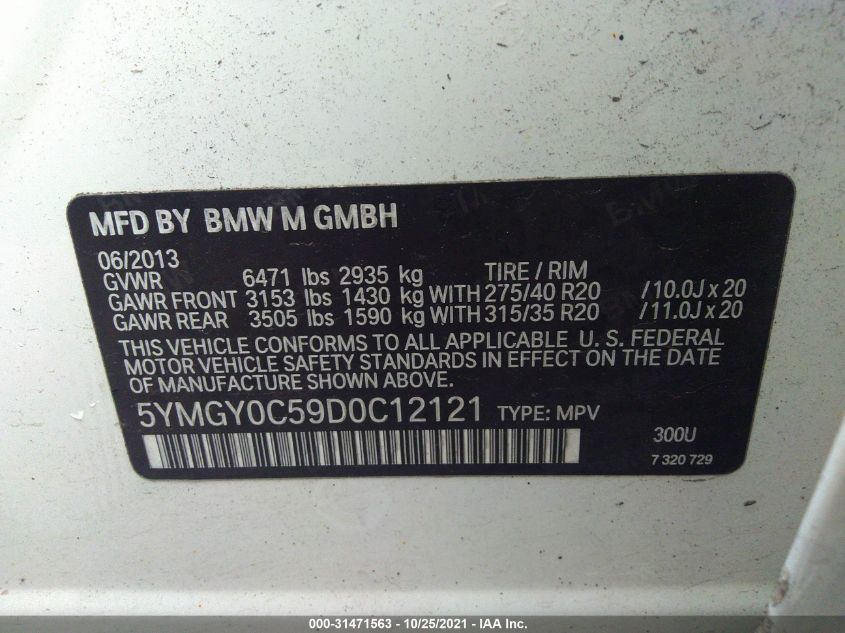 MFD BY BMW M GMBH
06/2013
GVWR 6471 lbs 2935 kg TIRE / RIM
GAWR FRONT 3153 lbs 1430 kg WITH 275/40 R20 /10.0J x 20
GAWR REAR 3505 lbs 1590 kg WITH 315/35 R20 /11.0J x 20
THIS VEHICLE CONFORMS TO ALL APPLICABLE U. S. FEDERAL
MOTOR VEHICLE SAFETY STANDARDS IN EFFECT ON THE DATE
OF MANUFACTURE SHOWN ABOVE.
5YMGY0C59D0C12121 TYPE: MPV
300U
7 320 729
000-31471563 - 10/25/2021 - IAA Inc.